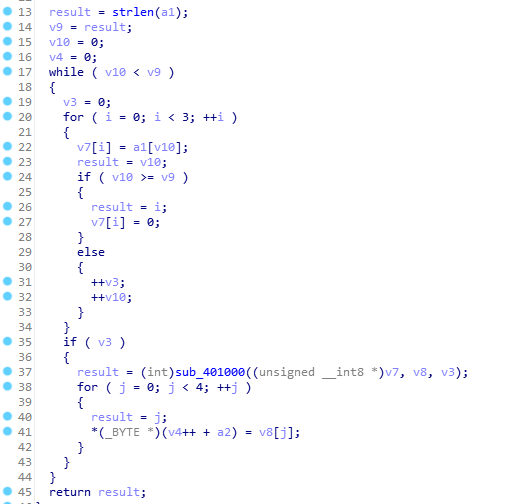 13 result = strlen(a1);
14 v9 = result;
15 v10 = 0;
16 v4 = 0;
17 while ( v10 < v9 )
18 {
19 v3 = 0;
20 for ( i = 0; i < 3; ++i )
21 {
22 v7[i] = a1[v10];
23 result = v10;
24 if ( v10 >= v9 )
25 {
26 result = i;
27 v7[i] = 0;
28 }
29 else
30 {
31 ++v3;
32 ++v10;
33 }
34 }
35 if ( v3 )
36 {
37 result = (int)sub_401000((unsigned __int8 *)v7, v8, v3);
38 for ( j = 0; j < 4; ++j )
39 {
40 result = j;
41 *(_BYTE *)(v4++ + a2) = v8[j];
42 }
43 }
44 }
45 return result;